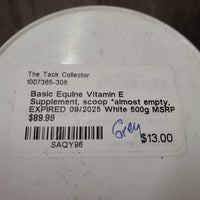 The Tack Collector
1007365-306
Basic Equine Vitamin E
Supplement, scoop *almost empty,
EXPIRED 09/2025 White 500g MSRP
$89.99
Grey
$13.00
SAQY96